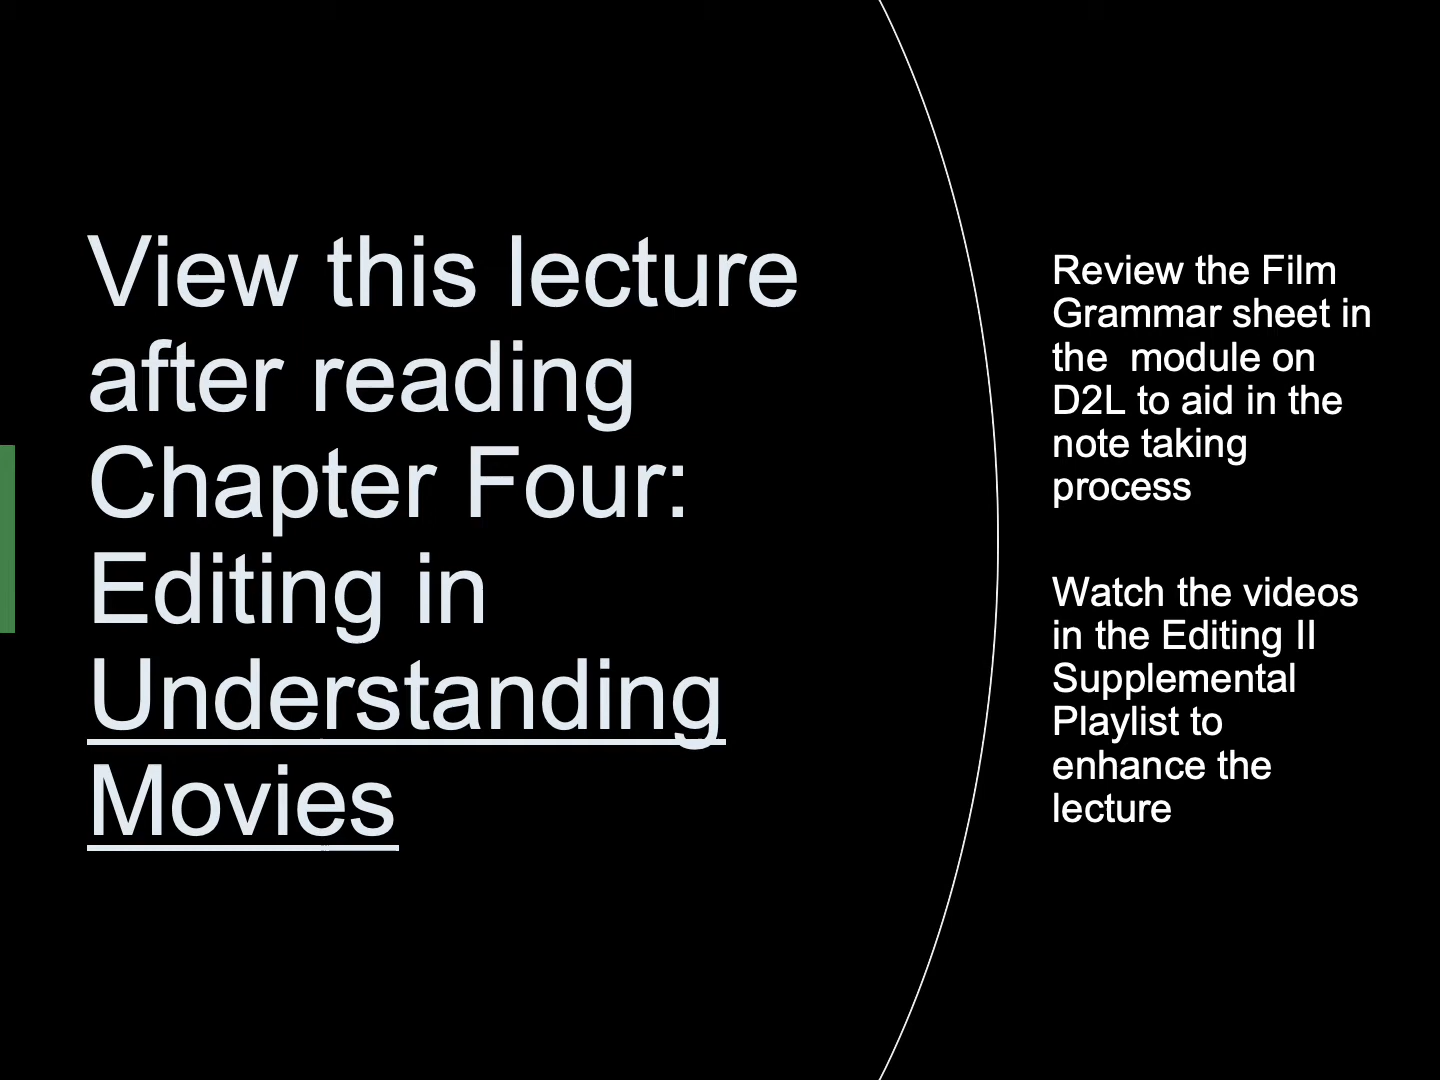 View this lecture
after reading
Chapter Four:
Editing in
Understanding
Movies
Review the Film
Grammar sheet in
the  module on
D2L to aid in the
note taking
process
Watch the videos
in the Editing II
Supplemental
Playlist to
enhance the
lecture